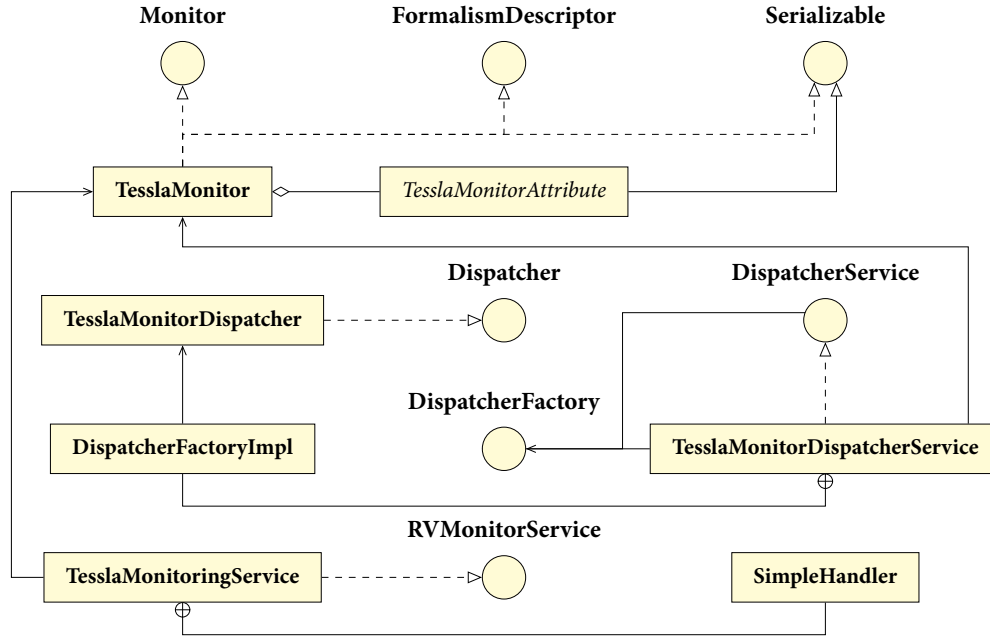 Monitor
FormalismDescriptor
Serializable
TesslaMonitor
TesslaMonitorAttribute
Dispatcher
DispatcherService
TesslaMonitorDispatcher
DispatcherFactory
DispatcherFactoryImpl
TesslaMonitorDispatcherService
RVMonitorService
TesslaMonitoringService
SimpleHandler